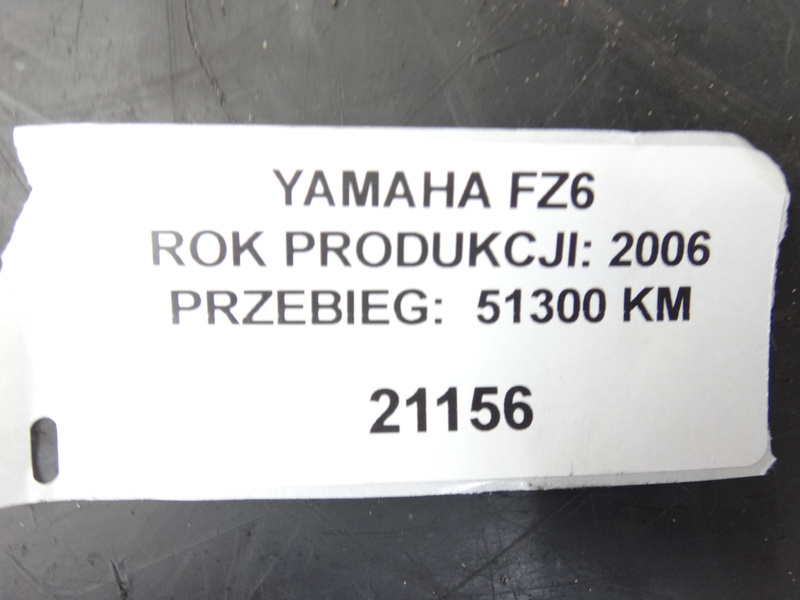 YAMAHA FZ6
ROK PRODUKCJI: 2006
PRZEBIEG: 51300 KM
21156